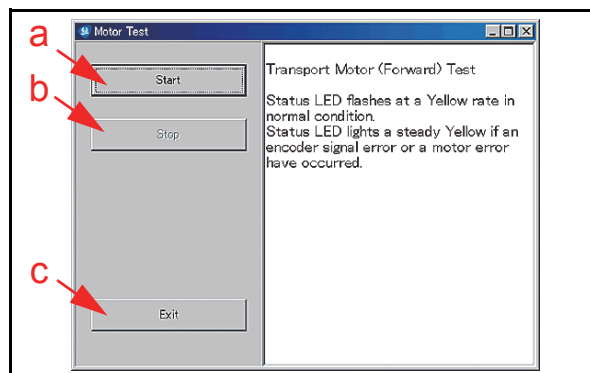 Motor Test
a
Start
b
Stop
c
Exit
Transport Motor (Forward) Test
Status LED flashes at a Yellow rate in
normal condition.
Status LED lights a steady Yellow if an
encoder signal error or a motor error
have occurred.